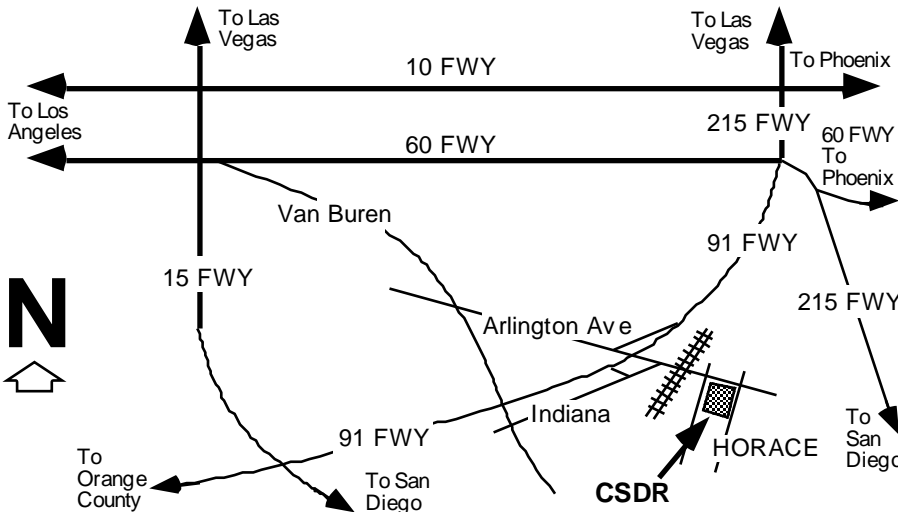 To Las
Vegas
To Las
Vegas
10 FWY
To Phoenix
To Los
Angeles
215 FWY
60 FWY
To
Phoenix
60 FWY
Van Buren
91 FWY
15 FWY
N
215 FWY
Arlington Ave
Indiana
91 FWY
HORACE
To
San
Diego
To
Orange
County
To San
Diego
CSDR